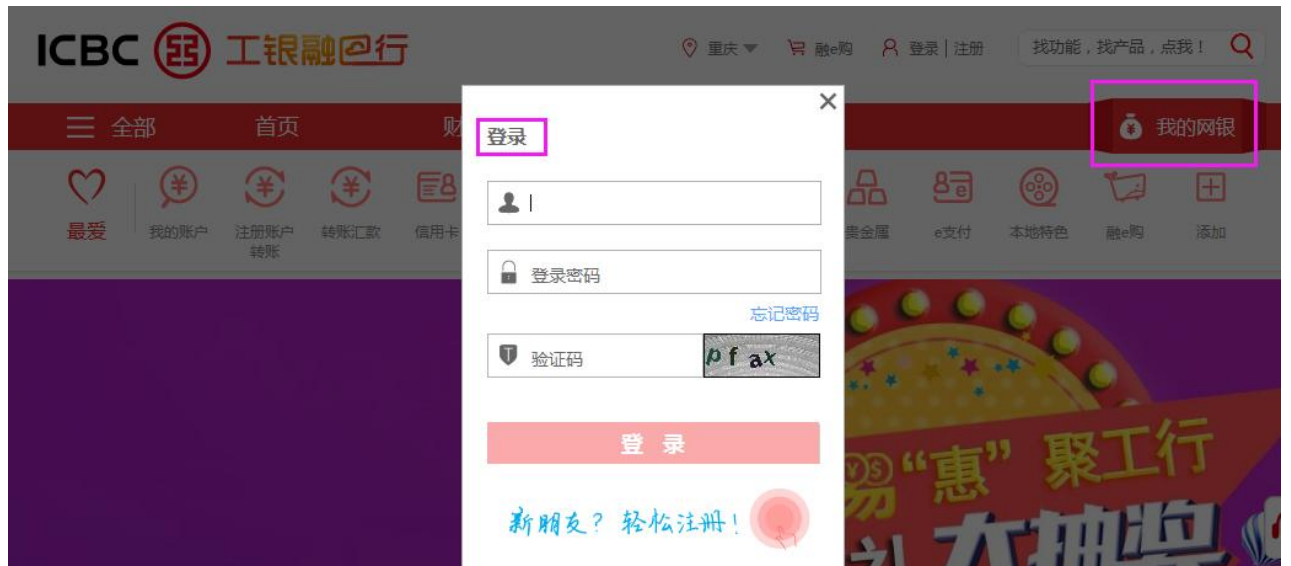 ICBC 工银融e行
重庆 融e购 登录 | 注册 找功能，找产品，点我！
全部 首页 财 我的网银
登录
最爱 我的账户 注册账户转账 转账汇款 信用卡 贵金属 e支付 本地特色 融e购 添加
登录密码
忘记密码
验证码 pfax
登 录
“惠”聚工行
大抽奖
新朋友？轻松注册！